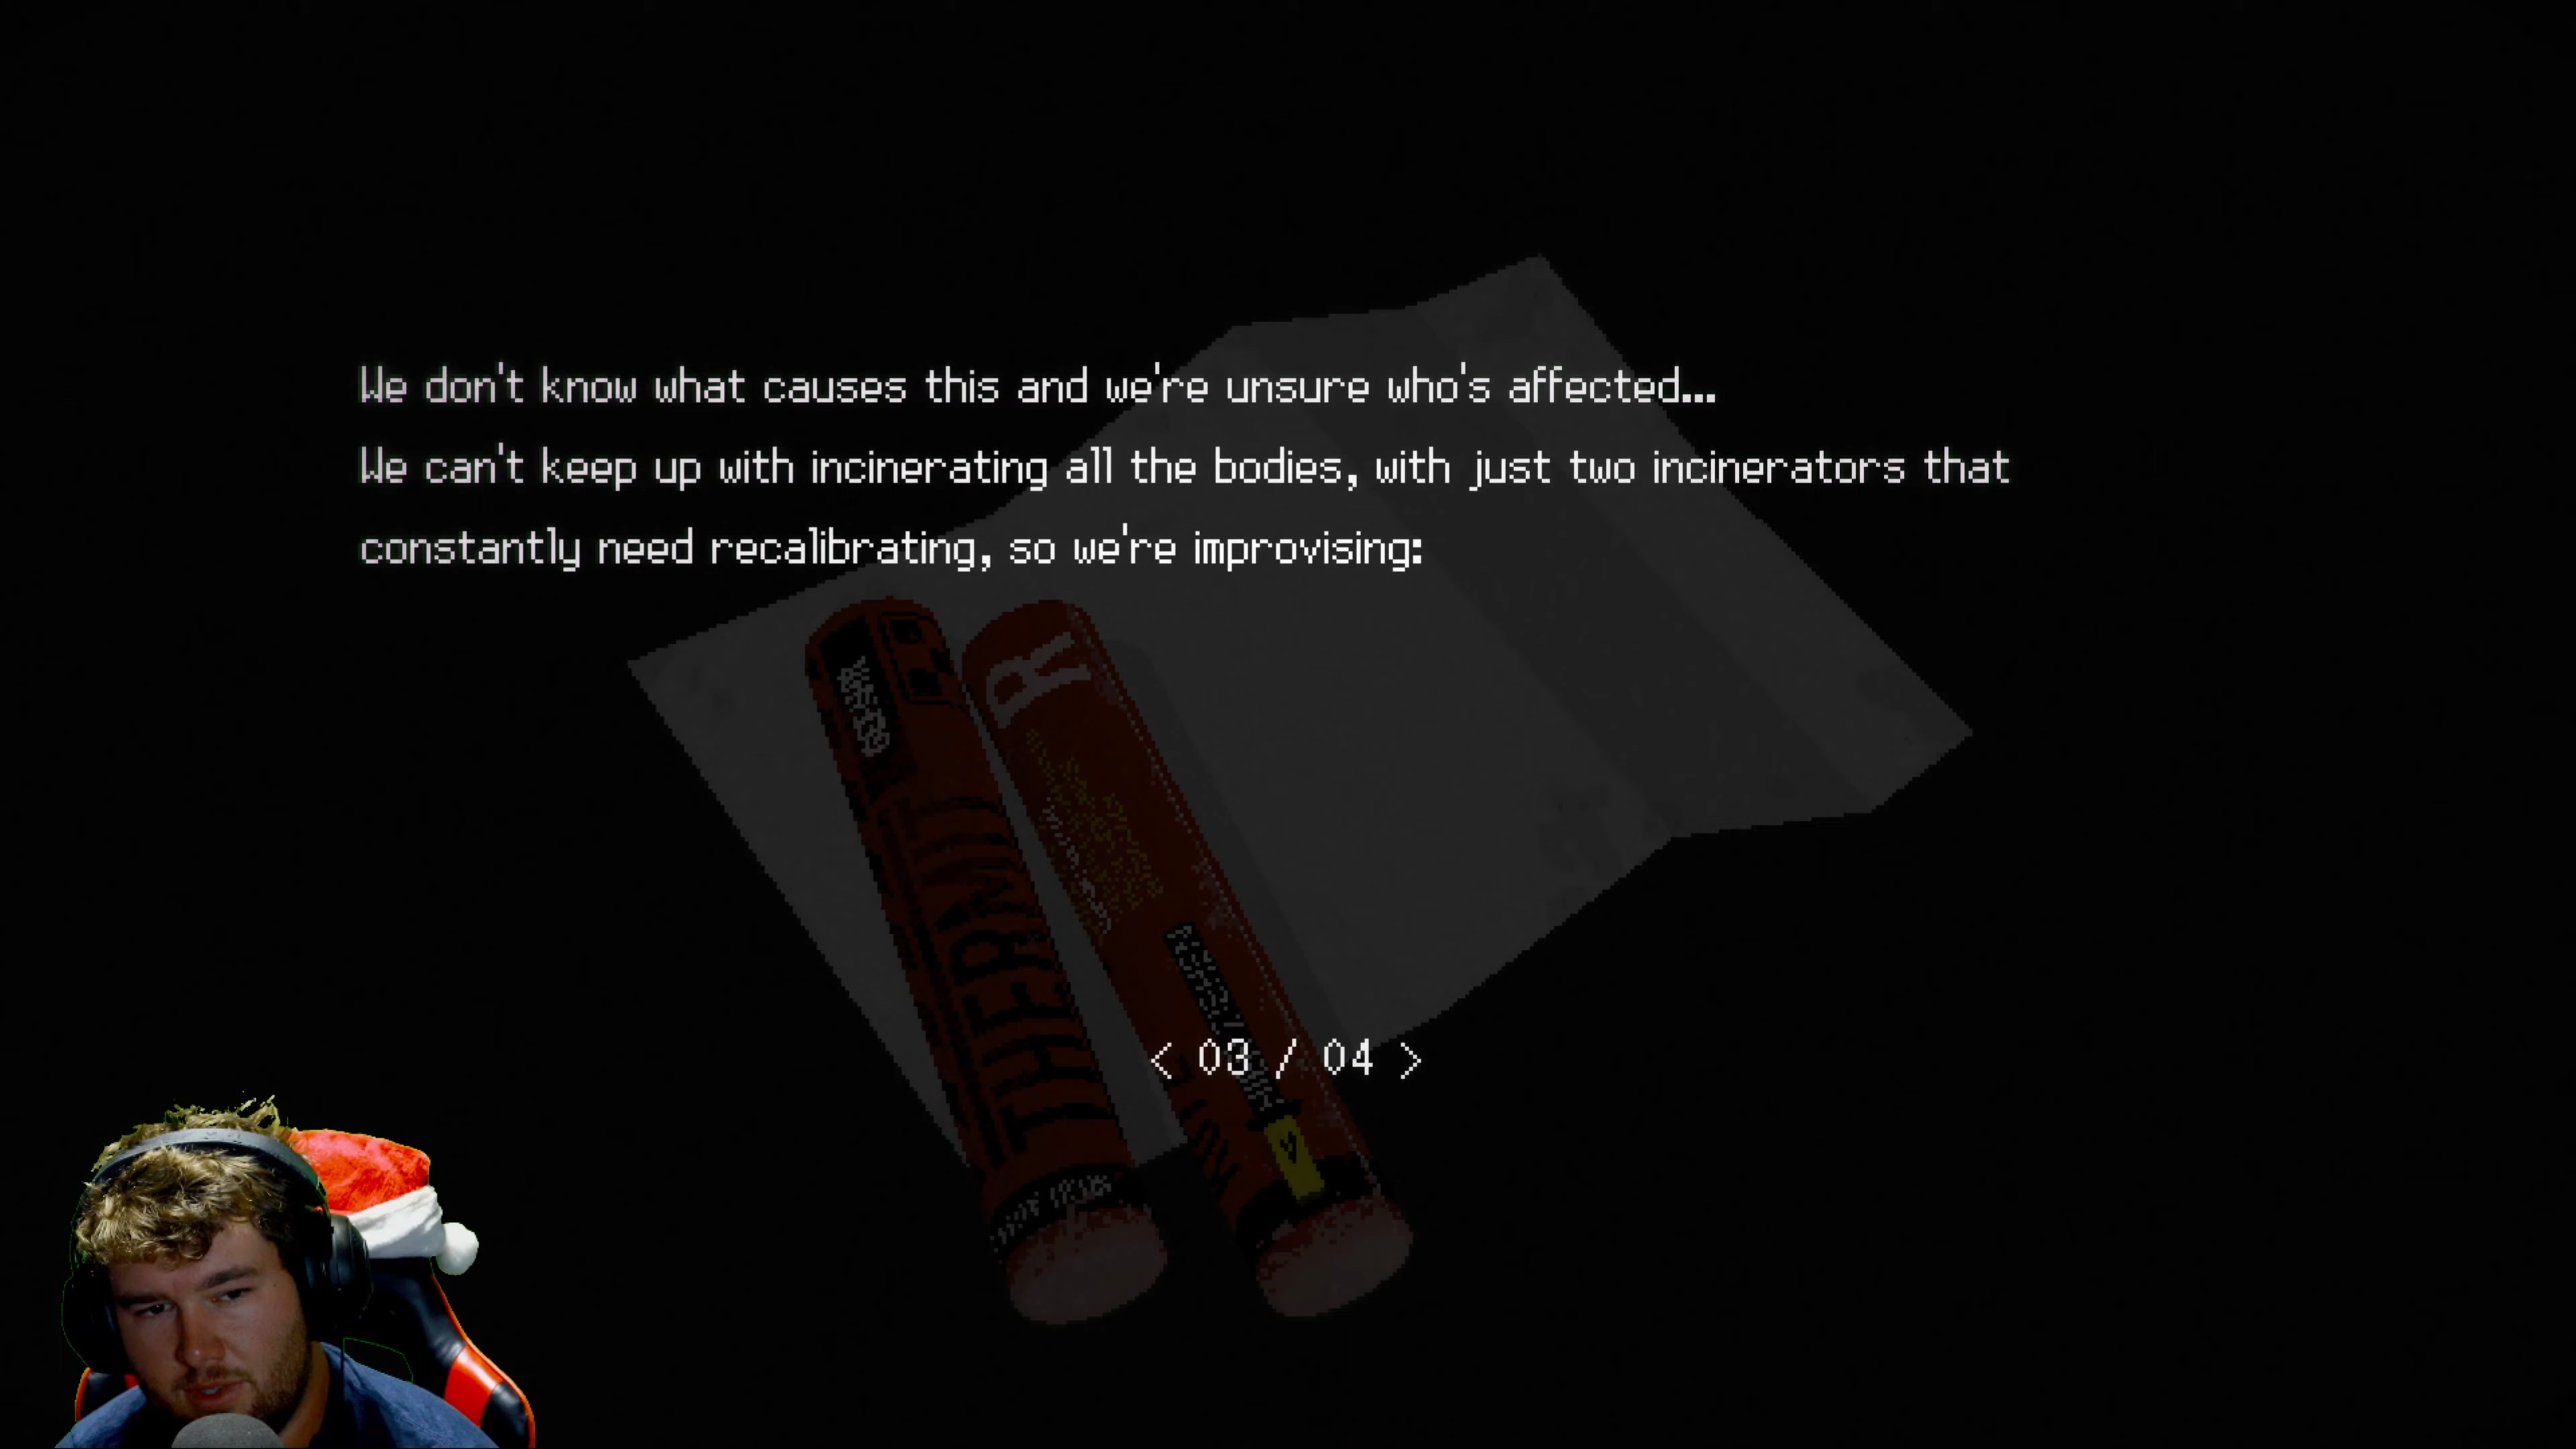 We don't know what causes this and we're unsure who's affected...
We can't keep up with incinerating all the bodies, with just two incinerators that
constantly need recalibrating, so we're improvising:
THERMIT
< 03 / 04 >